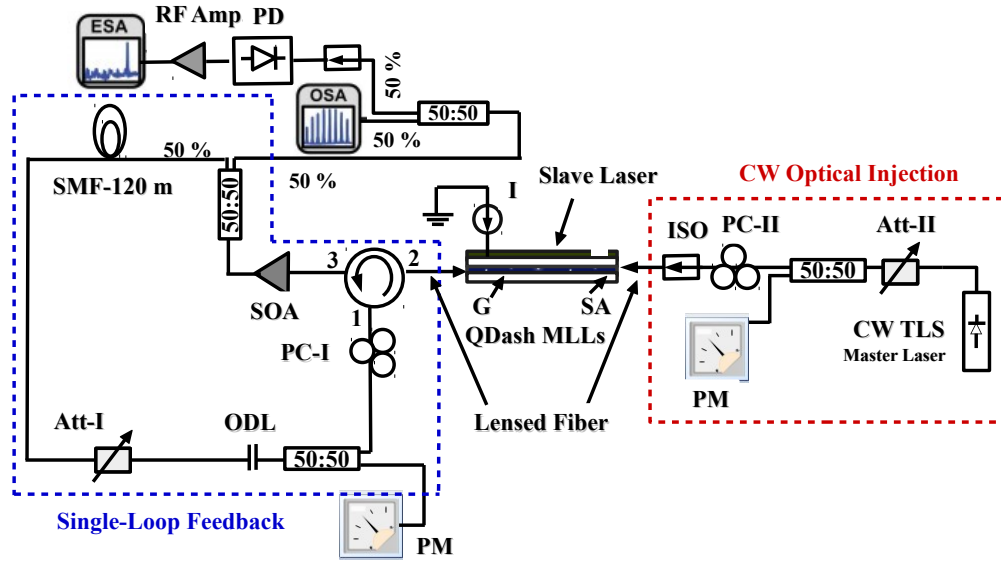 RF Amp PD
ESA
OSA
50 %
50:50
50 %
50 %
SMF-120 m
50 %
50:50
Slave Laser
CW Optical Injection
I
ISO
PC-II
Att-II
3
2
50:50
SOA
G
SA
1
QDash MLLs
CW TLS
Master Laser
PC-I
PM
Att-I
ODL
Lensed Fiber
50:50
Single-Loop Feedback
PM